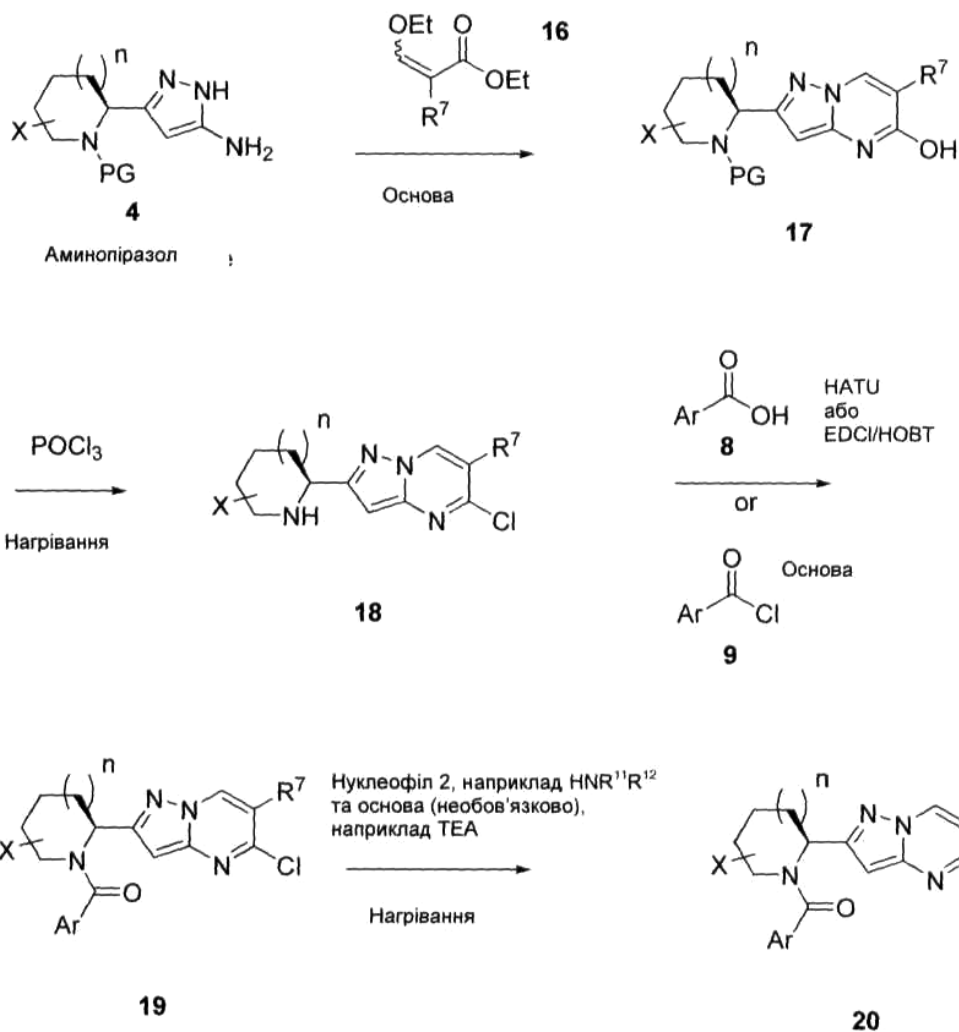 n
OEt
O
16
OEt
R⁷
N
NH
NH₂
X
N
PG
4
Аминопіразол
Основа
n
N
N
R⁷
X
N
PG
N
OH
17
POCl₃
Нагрівання
n
N
N
R⁷
X
NH
N
Cl
18
O
Ar
OH
8
HATU
або
EDCI/HOBT
or
O
Ar
Cl
9
Основа
n
N
N
R⁷
X
N
N
Cl
O
Ar
19
Нуклеофіл 2, наприклад HNR¹¹R¹²
та основа (необов'язково),
наприклад TEA
Нагрівання
n
N
N
X
N
N
O
Ar
20